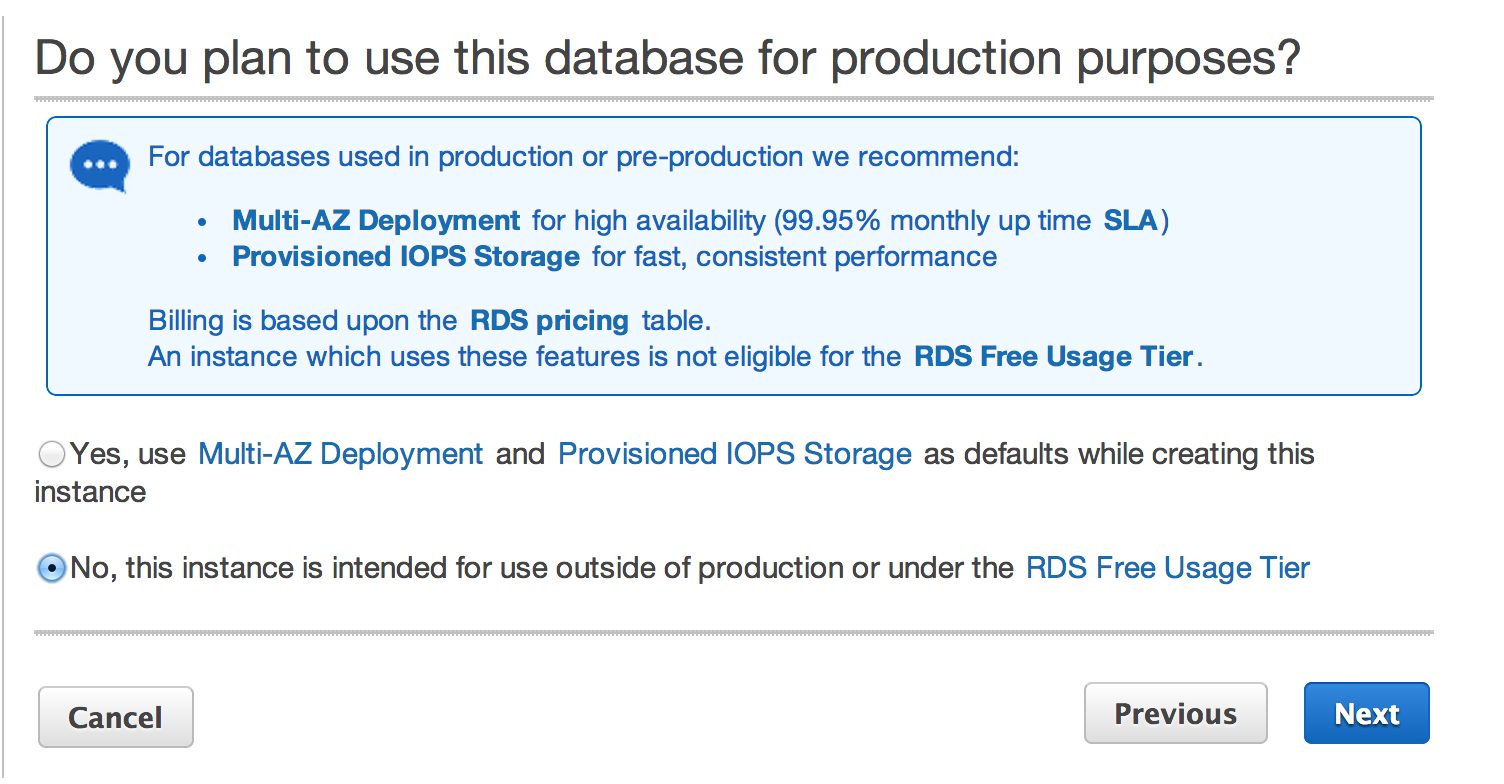 Do you plan to use this database for production purposes?
For databases used in production or pre-production we recommend:
• Multi-AZ Deployment for high availability (99.95% monthly up time SLA)
• Provisioned IOPS Storage for fast, consistent performance
Billing is based upon the RDS pricing table.
An instance which uses these features is not eligible for the RDS Free Usage Tier.
Yes, use Multi-AZ Deployment and Provisioned IOPS Storage as defaults while creating this
instance
No, this instance is intended for use outside of production or under the RDS Free Usage Tier
Cancel
Previous
Next